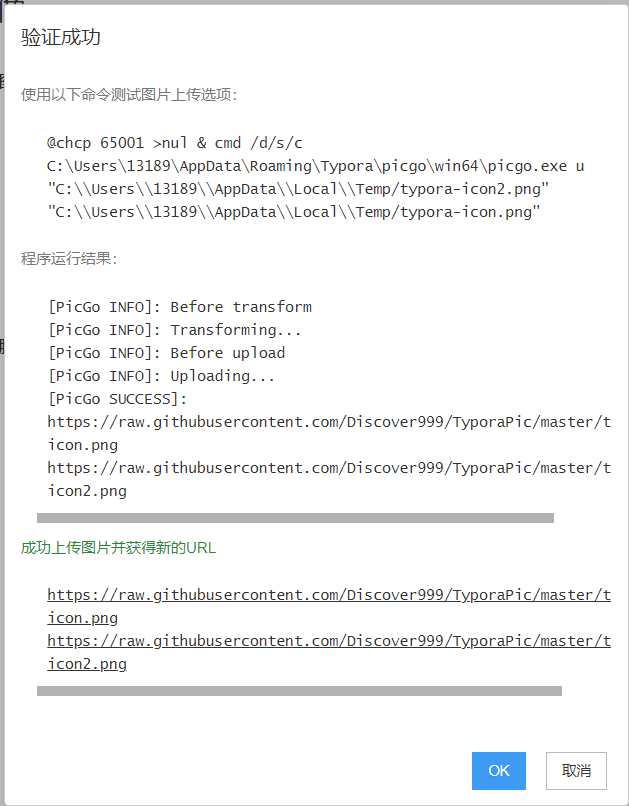 验证成功
使用以下命令测试图片上传选项:
@chcp 65001 >nul & cmd /d/s/c
C:\Users\13189\AppData\Roaming\Typora\picgo\win64\picgo.exe u
"C:\\Users\\13189\\AppData\\Local\\Temp/typora-icon2.png"
"C:\\Users\\13189\\AppData\\Local\\Temp/typora-icon.png"
程序运行结果:
[PicGo INFO]: Before transform
[PicGo INFO]: Transforming...
[PicGo INFO]: Before upload
[PicGo INFO]: Uploading...
[PicGo SUCCESS]:
https://raw.githubusercontent.com/Discover999/TyporaPic/master/t
icon.png
https://raw.githubusercontent.com/Discover999/TyporaPic/master/t
icon2.png
成功上传图片并获得新的URL
https://raw.githubusercontent.com/Discover999/TyporaPic/master/t
icon.png
https://raw.githubusercontent.com/Discover999/TyporaPic/master/t
icon2.png
OK
取消